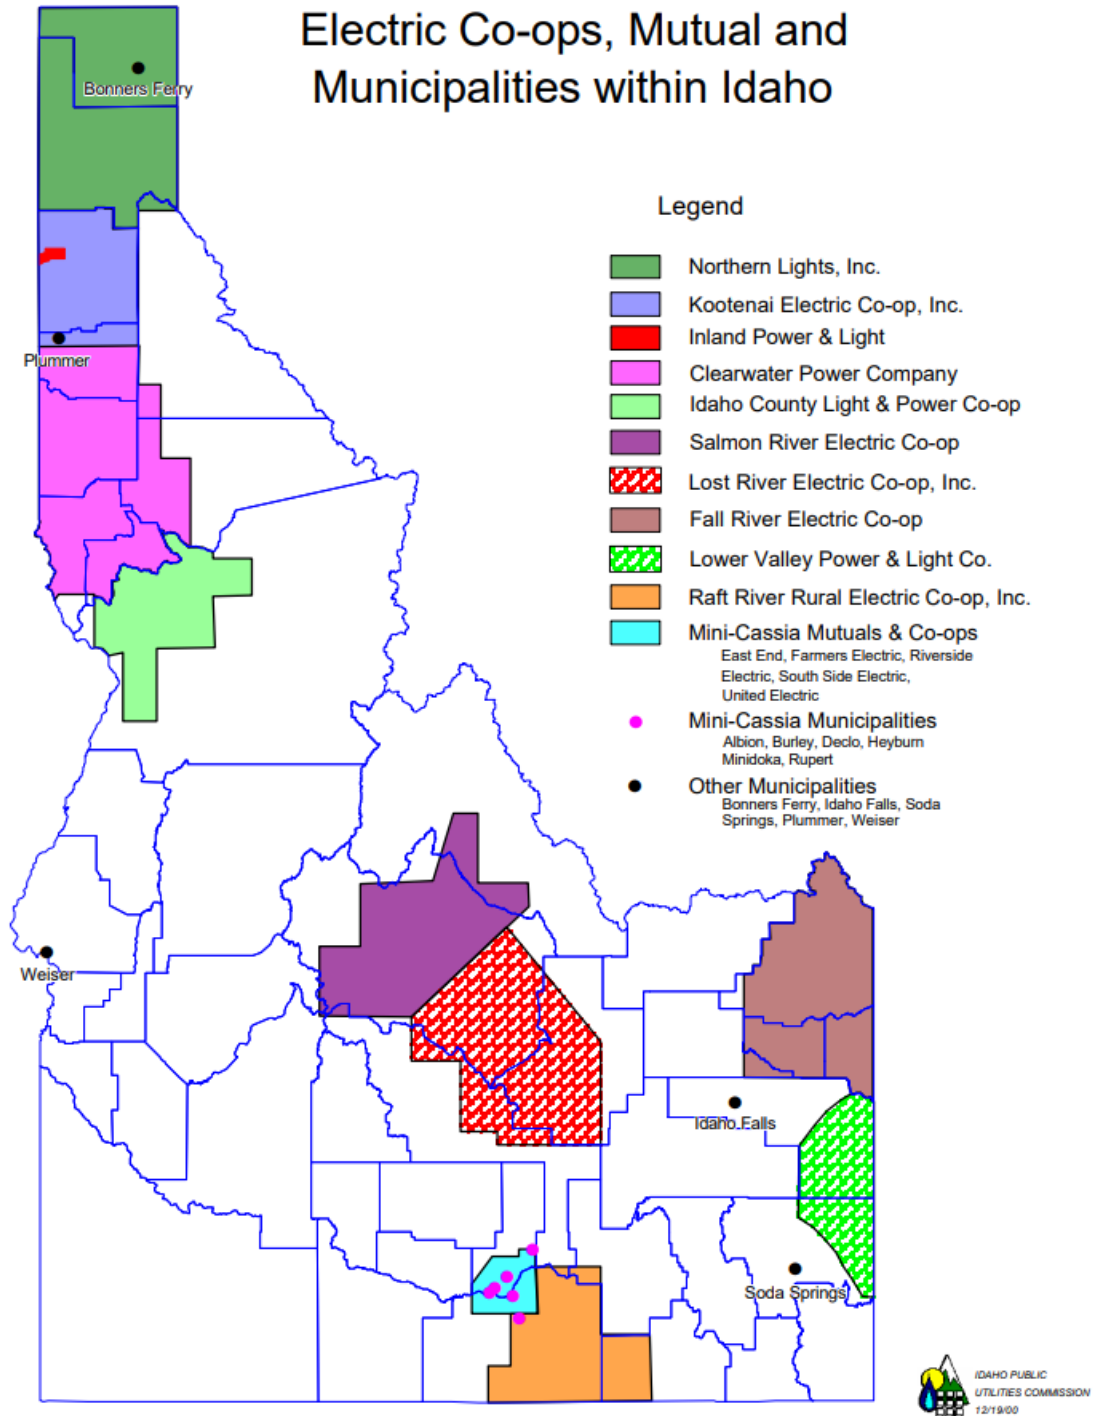 Electric Co-ops, Mutual and
Municipalities within Idaho
Bonners Ferry
Plummer
Legend
Northern Lights, Inc.
Kootenai Electric Co-op, Inc.
Inland Power & Light
Clearwater Power Company
Idaho County Light & Power Co-op
Salmon River Electric Co-op
Lost River Electric Co-op, Inc.
Fall River Electric Co-op
Lower Valley Power & Light Co.
Raft River Rural Electric Co-op, Inc.
Mini-Cassia Mutuals & Co-ops
East End, Farmers Electric, Riverside
Electric, South Side Electric,
United Electric
Mini-Cassia Municipalities
Albion, Burley, Declo, Heyburn
Minidoka, Rupert
Other Municipalities
Bonners Ferry, Idaho Falls, Soda
Springs, Plummer, Weiser
Weiser
Idaho Falls
Soda Springs
IDAHO PUBLIC
UTILITIES COMMISSION
12/19/00